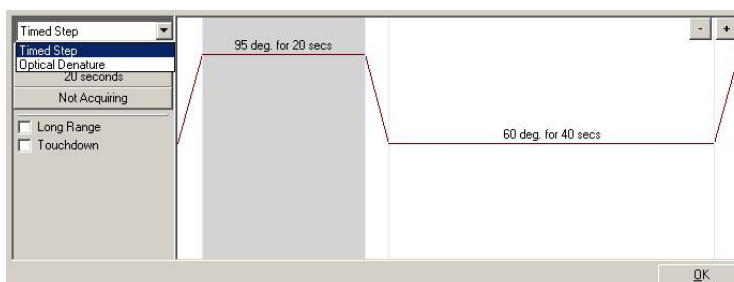 Timed Step
Timed Step
Optical Denature
20 seconds
Not Acquiring
Long Range
Touchdown
95 deg. for 20 secs
60 deg. for 40 secs
- +
OK